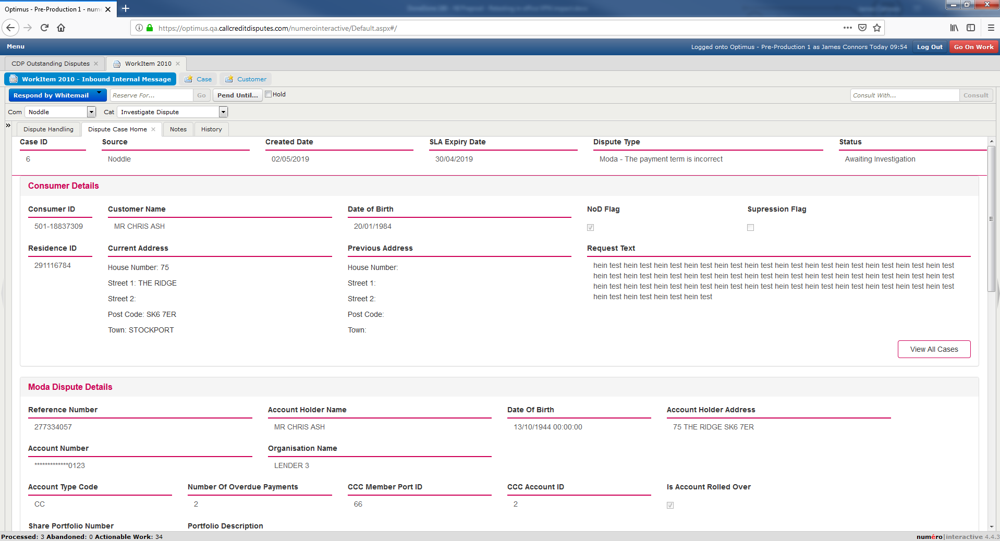 Optimus - Pre-Production 1 - nume
https://optimus.qa.callcreditdisputes.com/numerointeractive/Default.aspx#/
Menu
Logged onto Optimus - Pre-Production 1 as James Connors Today 09:54
Log Out
Go On Work
CDP Outstanding Disputes
WorkItem 2010
WorkItem 2010 - Inbound Internal Message
Case
Customer
Respond by Whitemail
Reserve For...
Go
Pend Until...
Hold
Consult With...
Consult
Com
Noddle
Cat
Investigate Dispute
Dispute Handling
Dispute Case Home
Notes
History
Case ID
Source
Created Date
SLA Expiry Date
Dispute Type
Status
6
Noddle
02/05/2019
30/04/2019
Moda - The payment term is incorrect
Awaiting Investigation
Consumer Details
Consumer ID
Customer Name
Date of Birth
NoD Flag
Supression Flag
501-18837309
MR CHRIS ASH
20/01/1984
Residence ID
Current Address
Previous Address
Request Text
291116784
House Number: 75
Street 1: THE RIDGE
Street 2:
Post Code: SK6 7ER
Town: STOCKPORT
House Number:
Street 1:
Street 2:
Post Code:
Town:
hein test hein test hein test hein test hein test hein test hein test hein test hein test hein test hein test hein test
hein test hein test hein test hein test hein test hein test hein test hein test hein test hein test hein test hein test
hein test hein test hein test hein test hein test hein test hein test hein test hein test hein test hein test hein test
hein test hein test hein test hein test
View All Cases
Moda Dispute Details
Reference Number
Account Holder Name
Date Of Birth
Account Holder Address
277334057
MR CHRIS ASH
13/10/1944 00:00:00
75 THE RIDGE SK6 7ER
Account Number
Organisation Name
*************0123
LENDER 3
Account Type Code
Number Of Overdue Payments
CCC Member Port ID
CCC Account ID
Is Account Rolled Over
CC
2
66
2
Share Portfolio Number
Portfolio Description
Processed: 3 Abandoned: 0 Actionable Work: 34
numéro|interactive 4.4.3